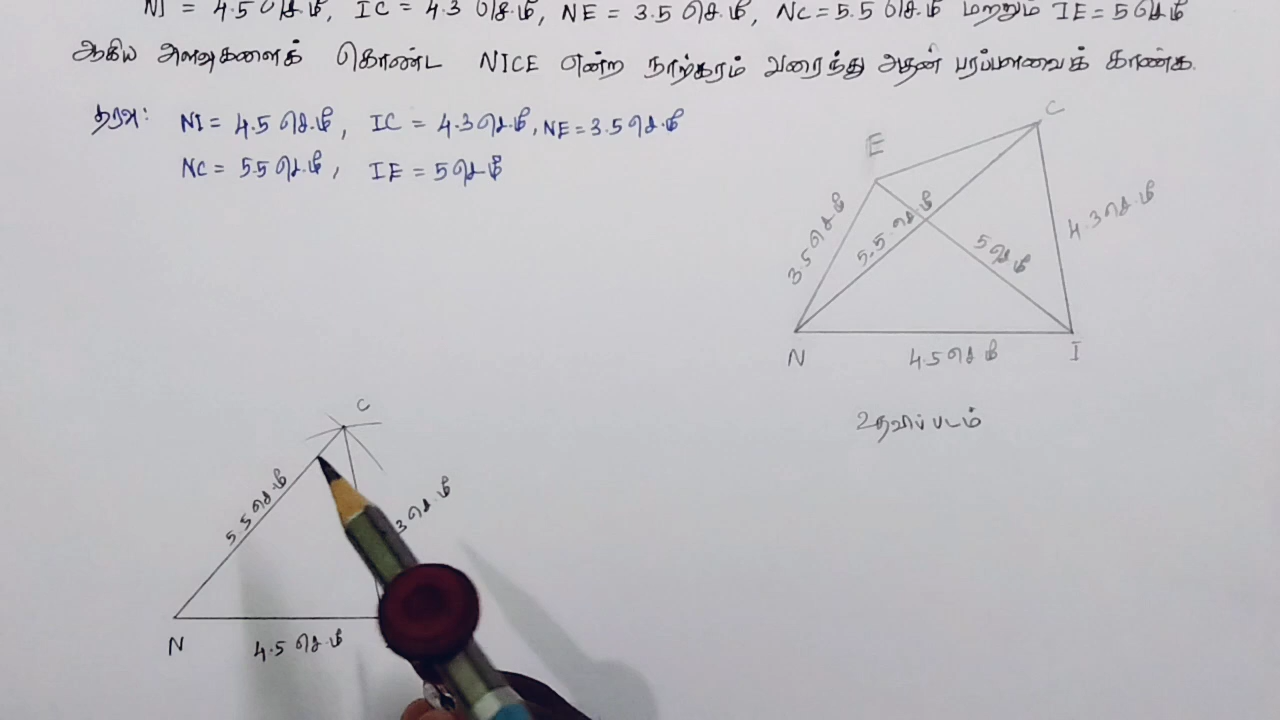 NI = 4.5 செ.மீ, IC = 4.3 செ.மீ, NE = 3.5 செ.மீ, NC = 5.5 செ.மீ மற்றும் IE = 5 செ.மீ
ஆகிய அளவுகளைக் கொண்ட NICE என்ற நாற்கரம் வரைந்து அதன் பரப்பளவைக் காண்க.
தரவு: NI = 4.5 செ.மீ, IC = 4.3 செ.மீ, NE = 3.5 செ.மீ
NC = 5.5 செ.மீ, IE = 5 செ.மீ
C
E
3.5 செ.மீ
5.5 செ.மீ
5 செ.மீ
4.3 செ.மீ
N
4.5 செ.மீ
I
உதவிப்படம்
C
5.5 செ.மீ
3 செ.மீ
N
4.5 செ.மீ